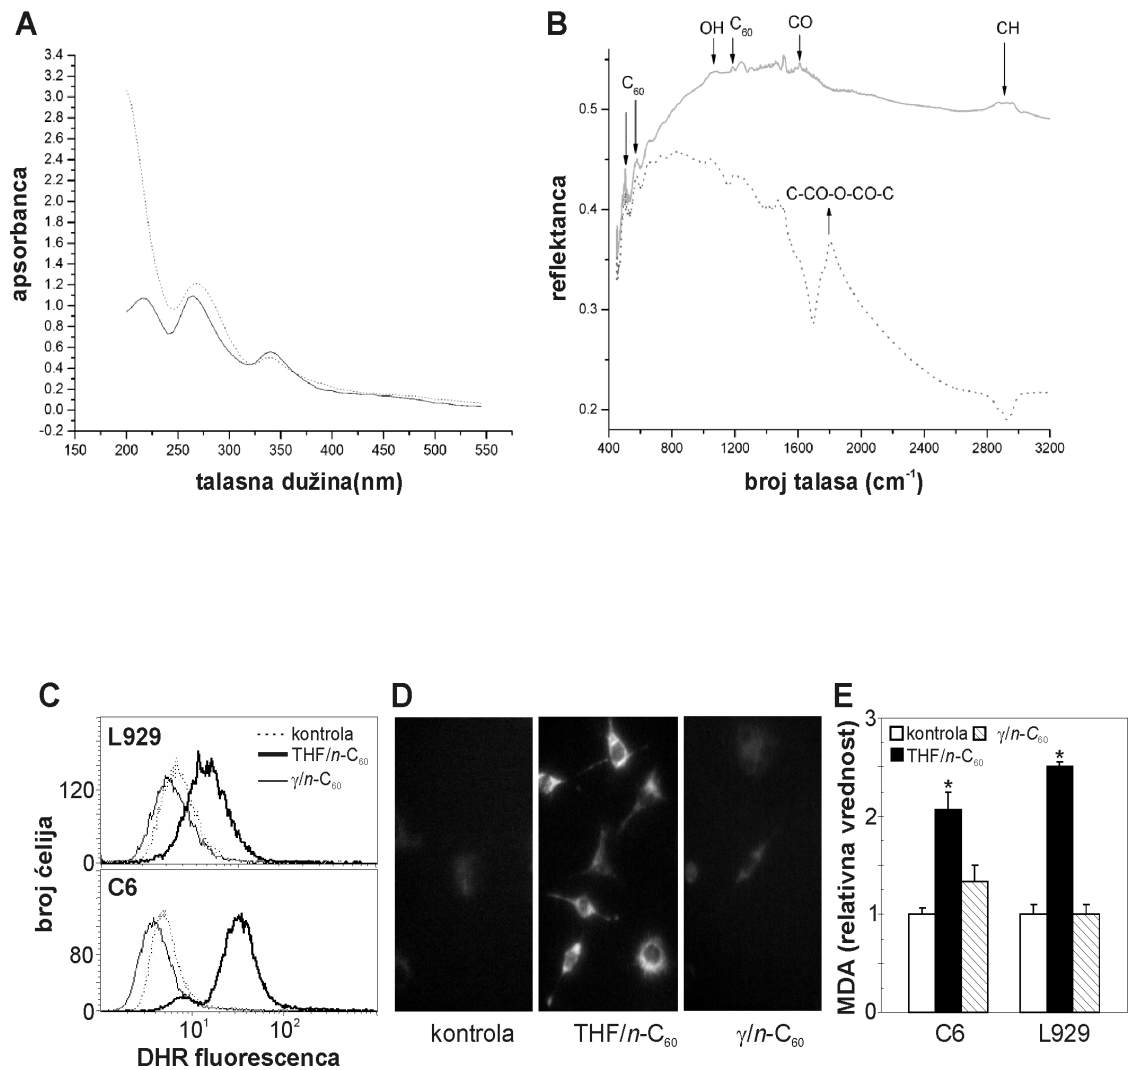 A
3.4
3.2
3.0
2.8
2.6
2.4
2.2
2.0
1.8
1.6
1.4
1.2
1.0
0.8
0.6
0.4
0.2
0.0
-0.2
apsorbanca
150 200 250 300 350 400 450 500 550
talasna dužina(nm)
B
OH C60 CO CH
C60
C-CO-O-CO-C
0.5
0.4
0.3
0.2
reflektanca
400 800 1200 1600 2000 2400 2800 3200
broj talasa (cm-1)
C
L929
kontrola
THF/n-C60
γ/n-C60
120
0
C6
80
0
broj ćelija
10¹ 10²
DHR fluorescenca
D
kontrola THF/n-C60 γ/n-C60
E
kontrola γ/n-C60
THF/n-C60
* *
3
2
1
0
MDA (relativna vrednost)
C6 L929